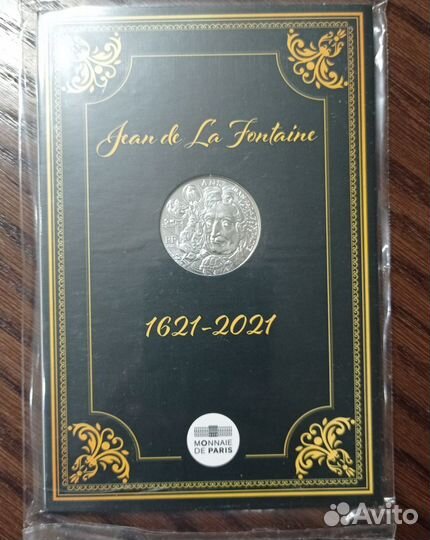 Jean de La Fontaine
1621-2021
MONNAIE
DE PARIS
Avito